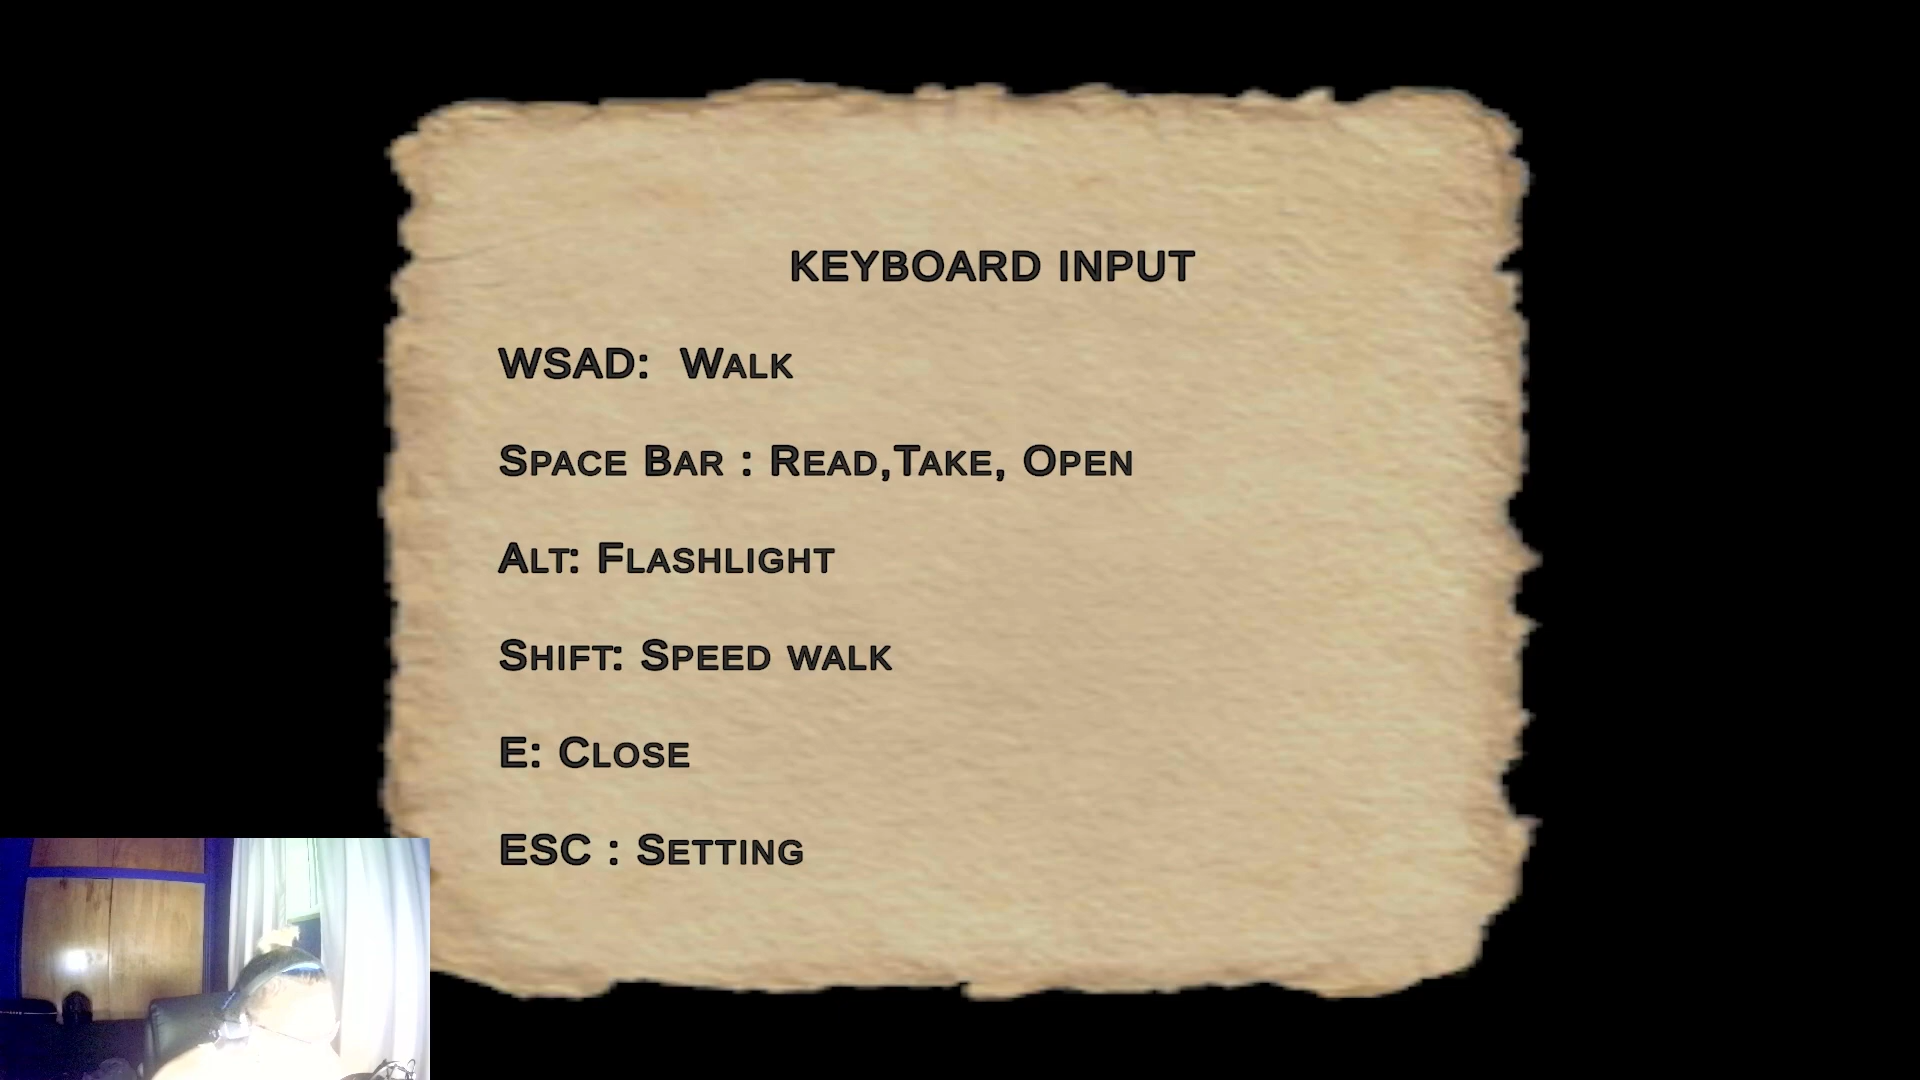 KEYBOARD INPUT
WSAD: Walk
Space Bar : Read,Take, Open
Alt: Flashlight
Shift: Speed walk
E: Close
ESC : Setting